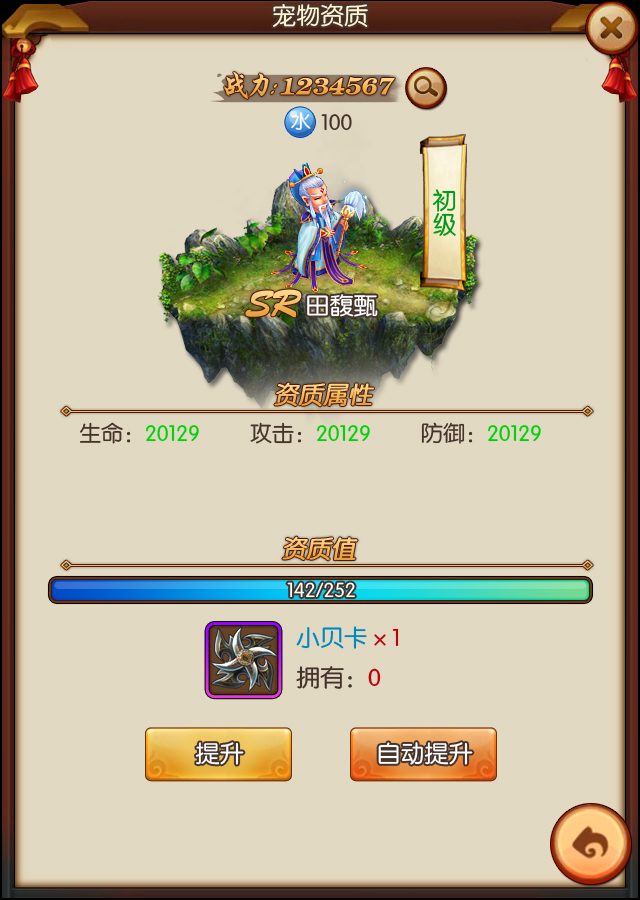 宠物资质
战力:1234567
水 100
初级
SR 田馥甄
资质属性
生命：20129 攻击：20129 防御：20129
资质值
142/252
小贝卡×1
拥有：0
提升 自动提升